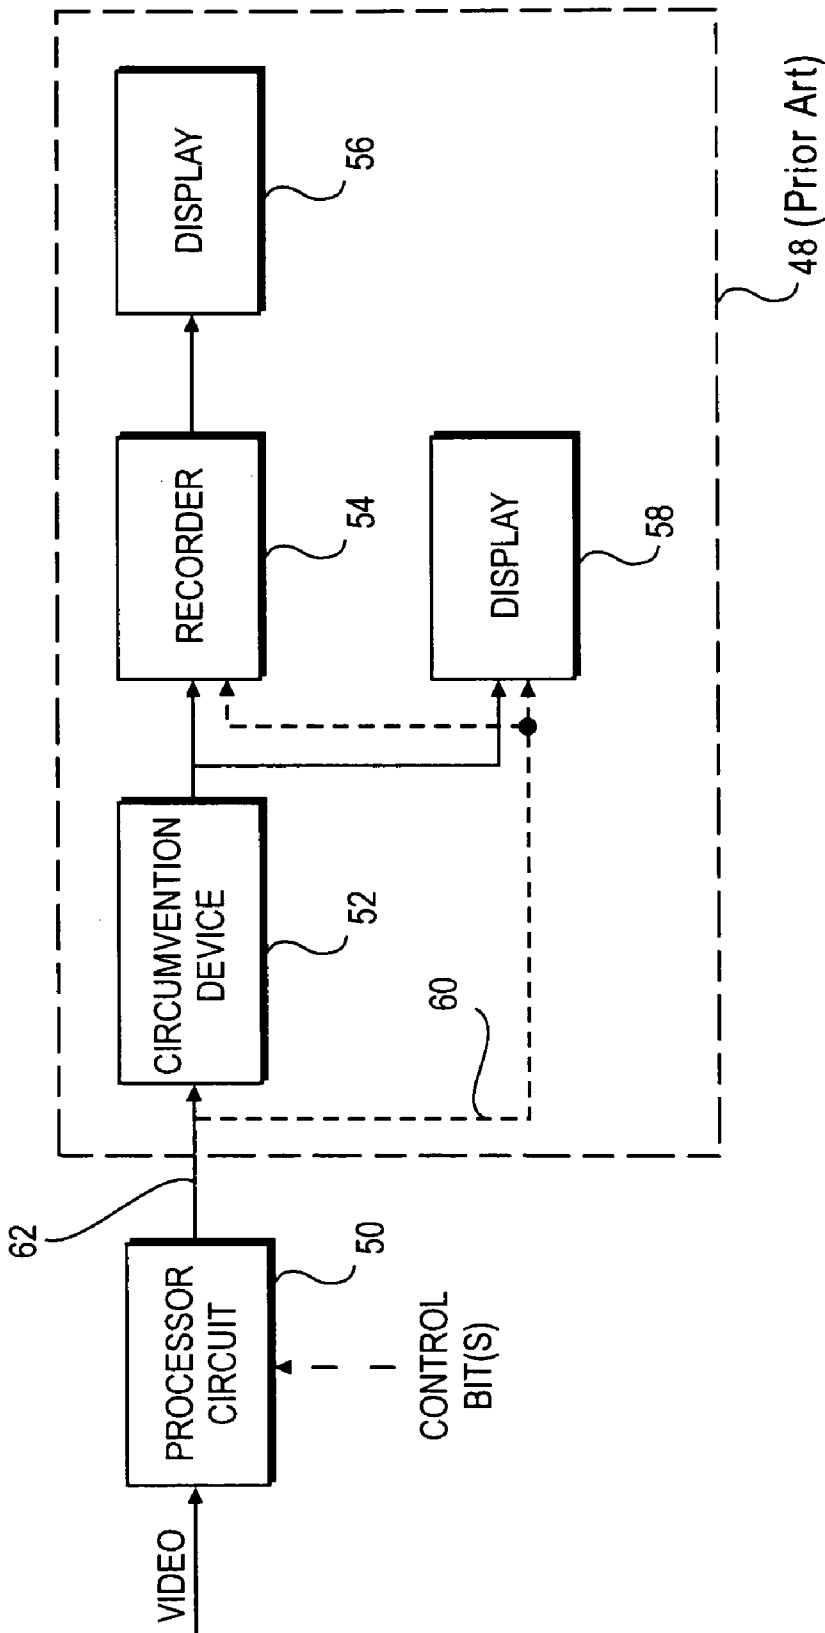 VIDEO
PROCESSOR
CIRCUIT
50
CONTROL
BIT(S)
62
CIRCUMVENTION
DEVICE
52
60
RECORDER
54
DISPLAY
56
DISPLAY
58
48 (Prior Art)